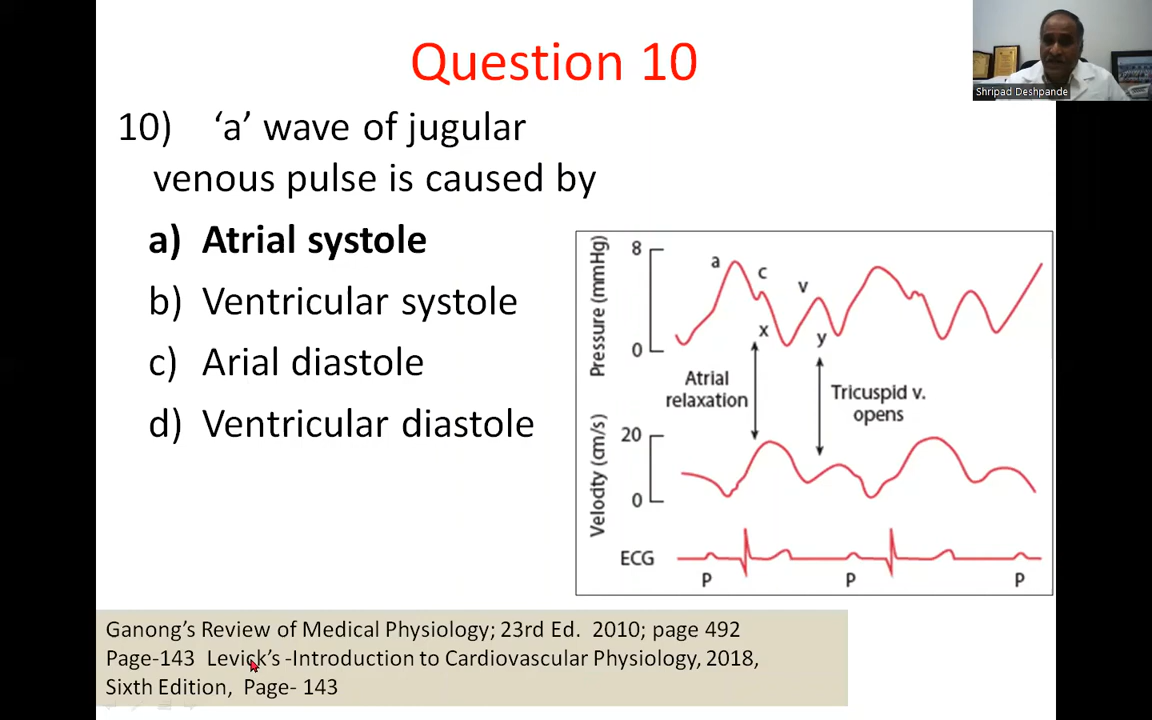 Question 10
Shripad Deshpande
10) ‘a’ wave of jugular
venous pulse is caused by
a) Atrial systole
b) Ventricular systole
c) Arial diastole
d) Ventricular diastole
Pressure (mmHg)
8
0
a
c
v
x
y
Atrial
relaxation
Tricuspid v.
opens
Velodty (cm/s)
20
0
ECG
P
P
P
Ganong’s Review of Medical Physiology; 23rd Ed. 2010; page 492
Page-143 Levick’s -Introduction to Cardiovascular Physiology, 2018,
Sixth Edition, Page- 143